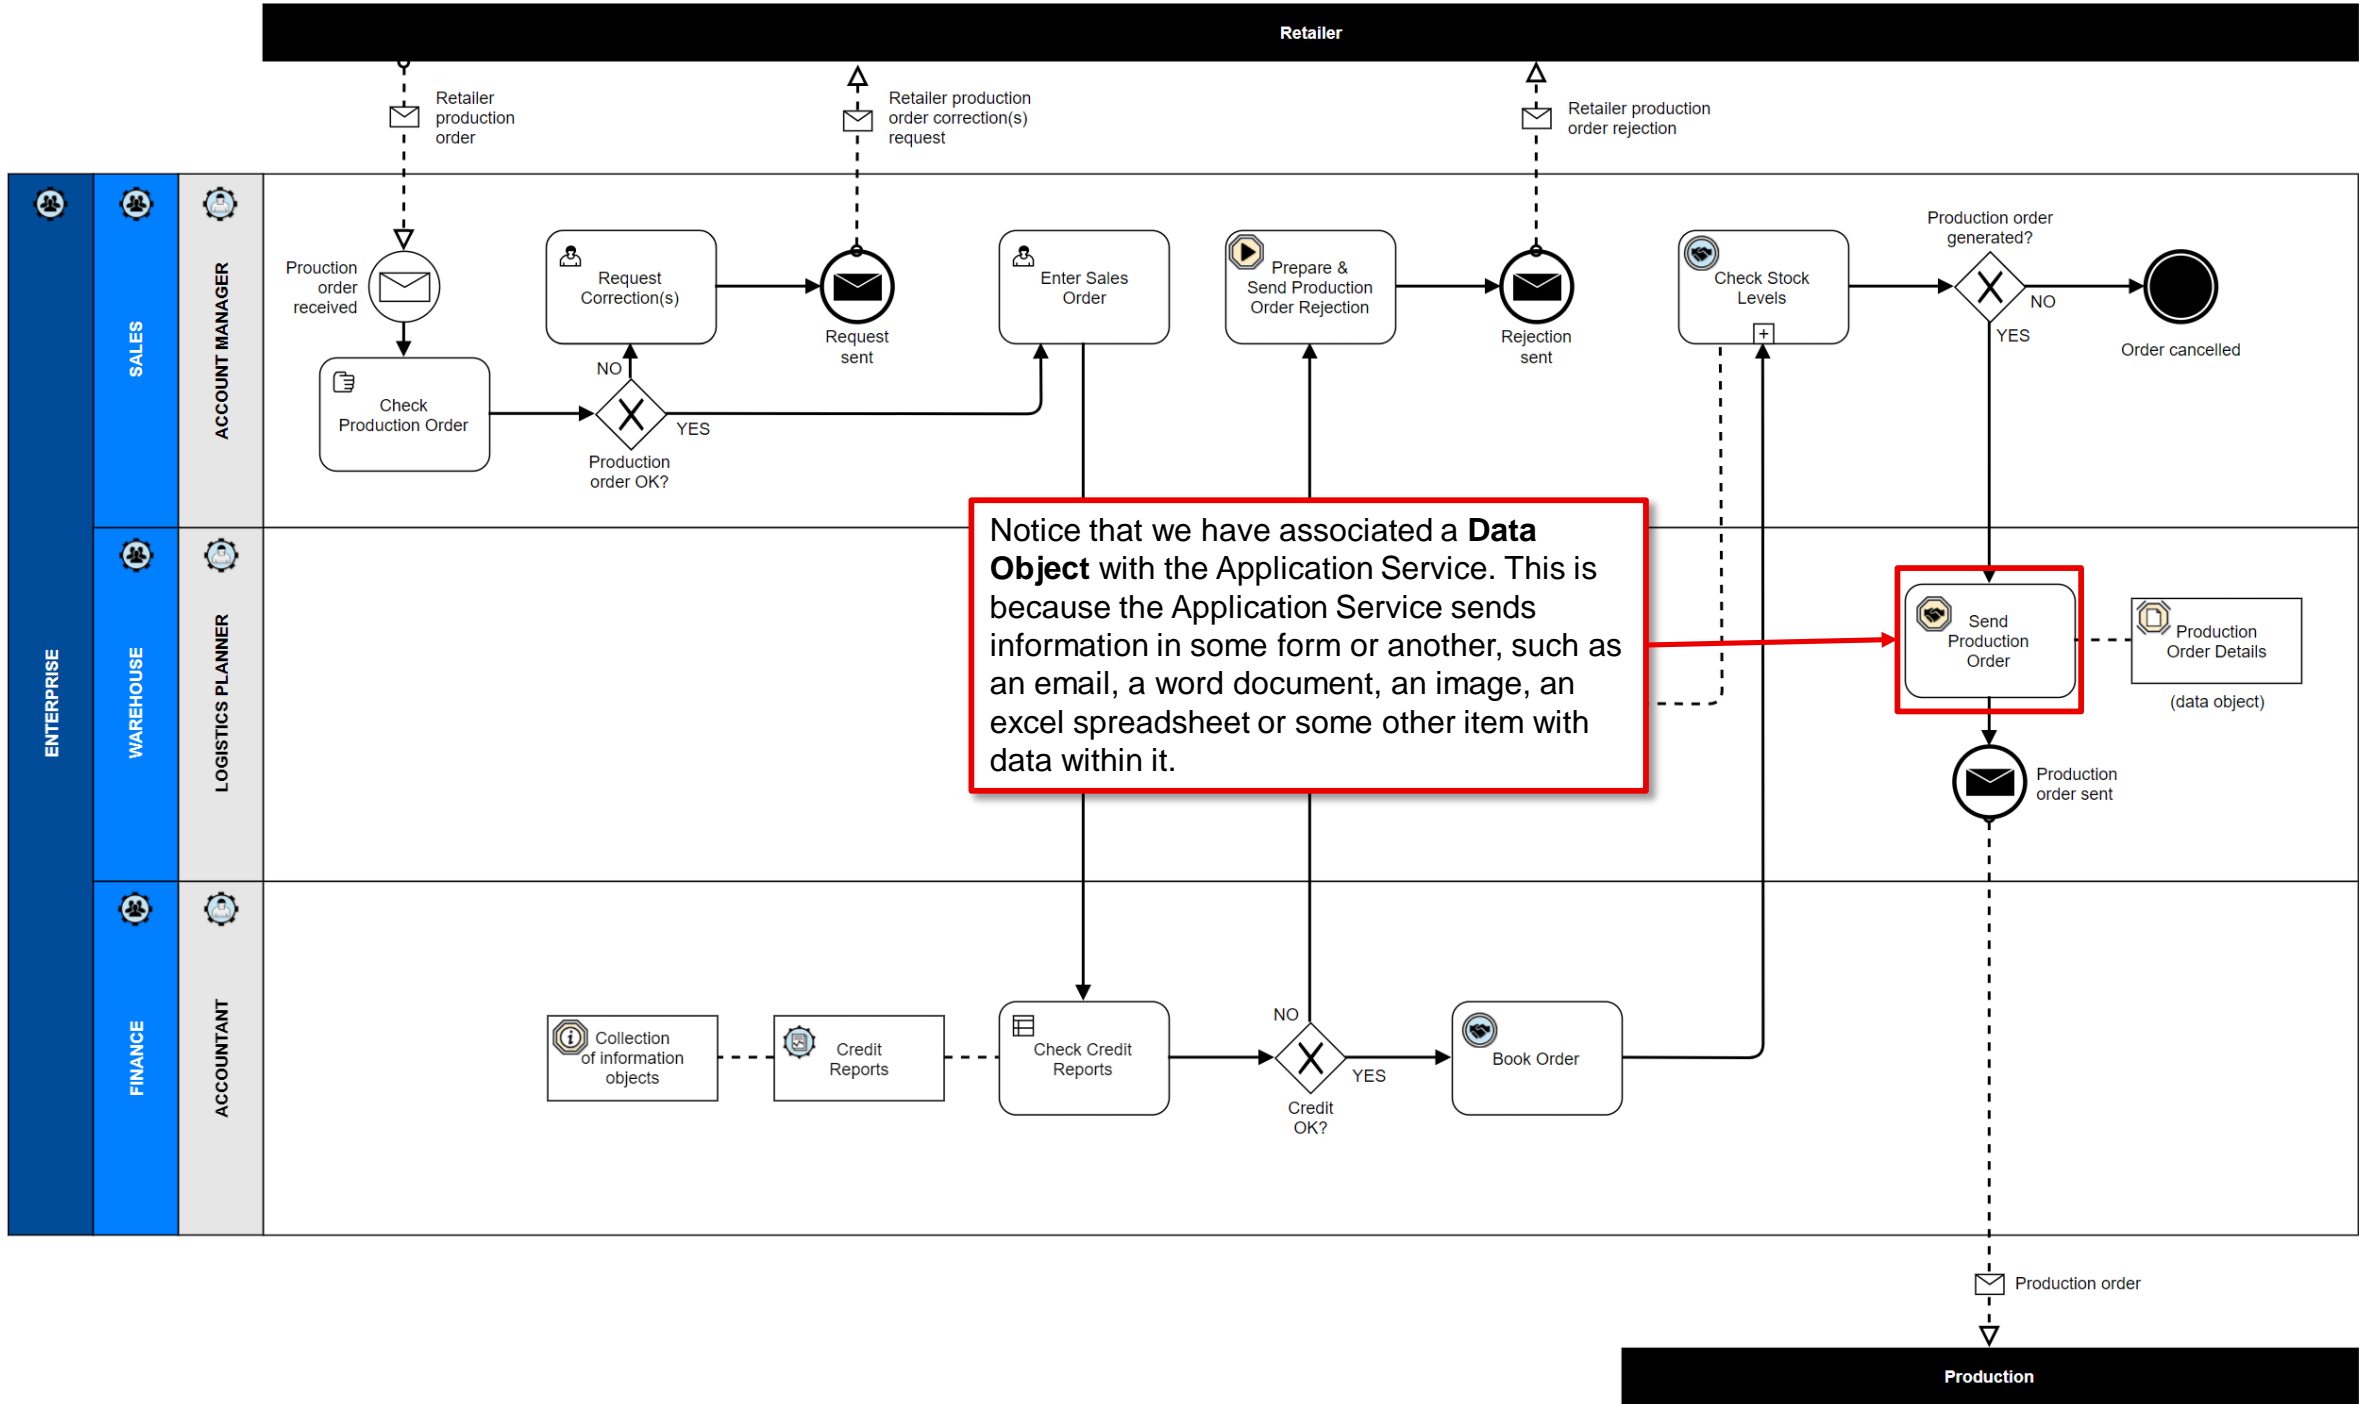 Retailer
Retailer
production
order
Retailer production
order correction(s)
request
Retailer production
order rejection
ENTERPRISE
SALES
ACCOUNT MANAGER
Prouction
order
received
Check
Production Order
Request
Correction(s)
NO
YES
Production
order OK?
Request
sent
Enter Sales
Order
Prepare &
Send Production
Order Rejection
Rejection
sent
Check Stock
Levels
Production order
generated?
NO
YES
Order cancelled
WAREHOUSE
LOGISTICS PLANNER
Notice that we have associated a Data
Object with the Application Service. This is
because the Application Service sends
information in some form or another, such as
an email, a word document, an image, an
excel spreadsheet or some other item with
data within it.
Send
Production
Order
Production
Order Details
(data object)
Production
order sent
FINANCE
ACCOUNTANT
Collection
of information
objects
Credit
Reports
Check Credit
Reports
NO
YES
Credit
OK?
Book Order
Production order
Production